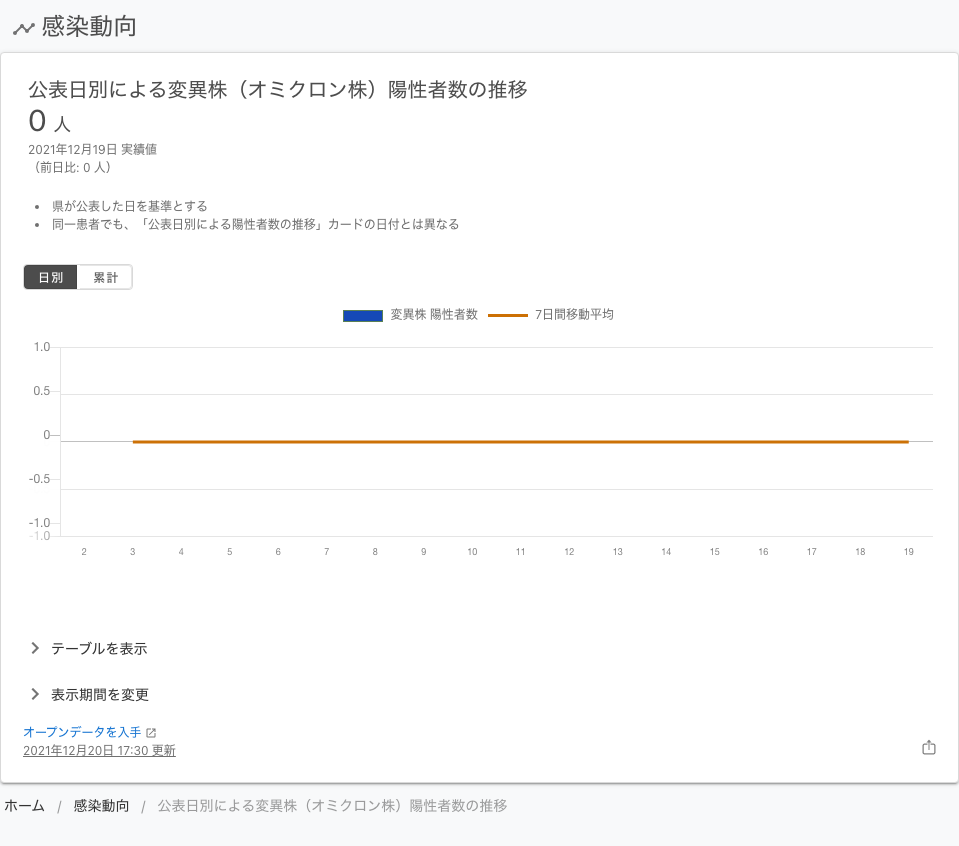 感染動向
公表日別による変異株（オミクロン株）陽性者数の推移
0 人
2021年12月19日 実績値
（前日比: 0 人）
• 県が公表した日を基準とする
• 同一患者でも、「公表日別による陽性者数の推移」カードの日付とは異なる
日別 累計
変異株 陽性者数 7日間移動平均
1.0
0.5
0
-0.5
-1.0
-1.0
2 3 4 5 6 7 8 9 10 11 12 13 14 15 16 17 18 19
テーブルを表示
表示期間を変更
オープンデータを入手
2021年12月20日 17:30 更新
ホーム / 感染動向 / 公表日別による変異株（オミクロン株）陽性者数の推移